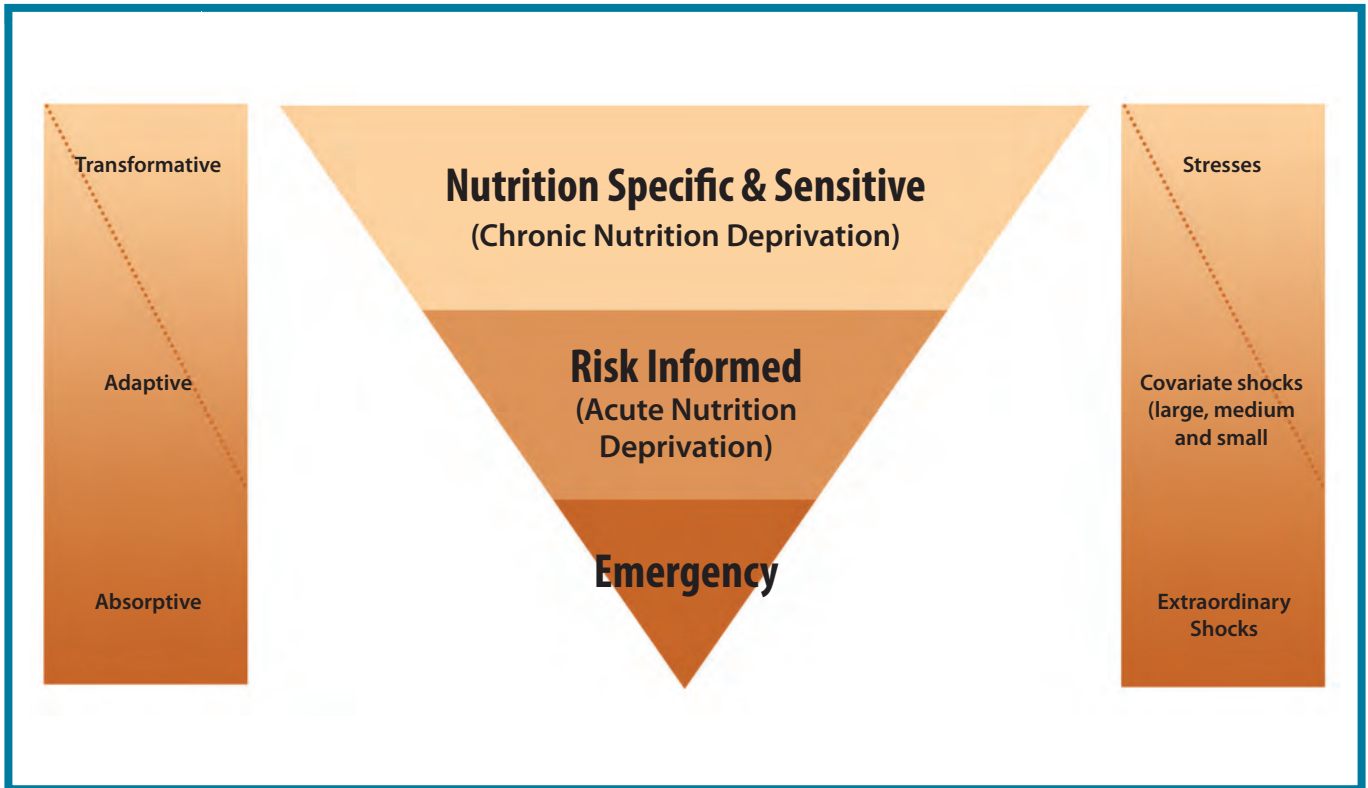 Transformative
Adaptive
Absorptive
Nutrition Specific & Sensitive
(Chronic Nutrition Deprivation)
Risk Informed
(Acute Nutrition
Deprivation)
Emergency
Stresses
Covariate shocks
(large, medium
and small
Extraordinary
Shocks